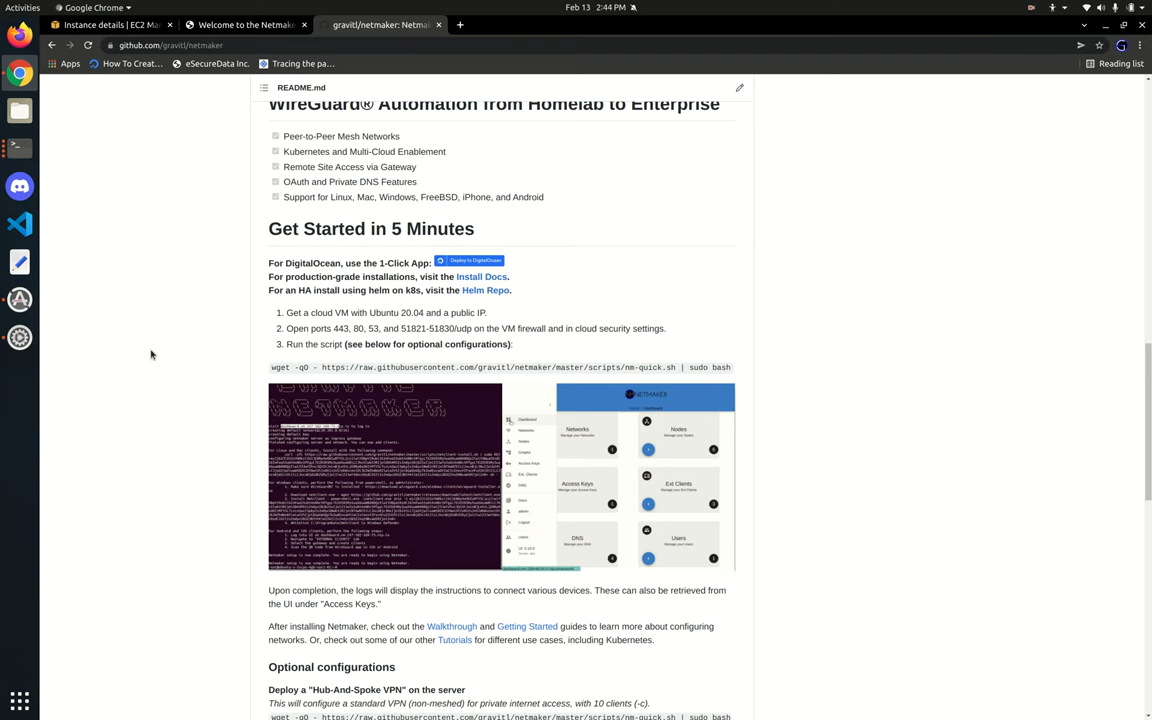 Activities
Google Chrome
Feb 13 2:44 PM
Instance details | EC2 Mar
Welcome to the Netmake
gravitl/netmaker: Netma
github.com/gravitl/netmaker
Apps
How To Creat…
eSecureData Inc.
Tracing the pa…
Reading list
README.md
WireGuard® Automation from Homelab to Enterprise
Peer-to-Peer Mesh Networks
Kubernetes and Multi-Cloud Enablement
Remote Site Access via Gateway
OAuth and Private DNS Features
Support for Linux, Mac, Windows, FreeBSD, iPhone, and Android
Get Started in 5 Minutes
For DigitalOcean, use the 1-Click App: Deploy to DigitalOcean
For production-grade installations, visit the Install Docs.
For an HA install using helm on k8s, visit the Helm Repo.
1. Get a cloud VM with Ubuntu 20.04 and a public IP.
2. Open ports 443, 80, 53, and 51821-51830/udp on the VM firewall and in cloud security settings.
3. Run the script (see below for optional configurations):
wget -qO - https://raw.githubusercontent.com/gravitl/netmaker/master/scripts/nm-quick.sh | sudo bash
NETMAKER
Dashboard
Networks
Nodes
Graphs
Access Keys
Ext. Clients
DNS
Docs
admin
Logout
Users
Networks
Manage your Networks
Nodes
Manage your Nodes
Access Keys
Manage your Access Keys
Ext Clients
Manage your Ext Clients
DNS
Manage your DNS
Users
Manage your Users
Upon completion, the logs will display the instructions to connect various devices. These can also be retrieved from
the UI under "Access Keys."
After installing Netmaker, check out the Walkthrough and Getting Started guides to learn more about configuring
networks. Or, check out some of our other Tutorials for different use cases, including Kubernetes.
Optional configurations
Deploy a "Hub-And-Spoke VPN" on the server
This will configure a standard VPN (non-meshed) for private internet access, with 10 clients (-c).
wget -qO - https://raw.githubusercontent.com/gravitl/netmaker/master/scripts/nm-quick.sh | sudo bash